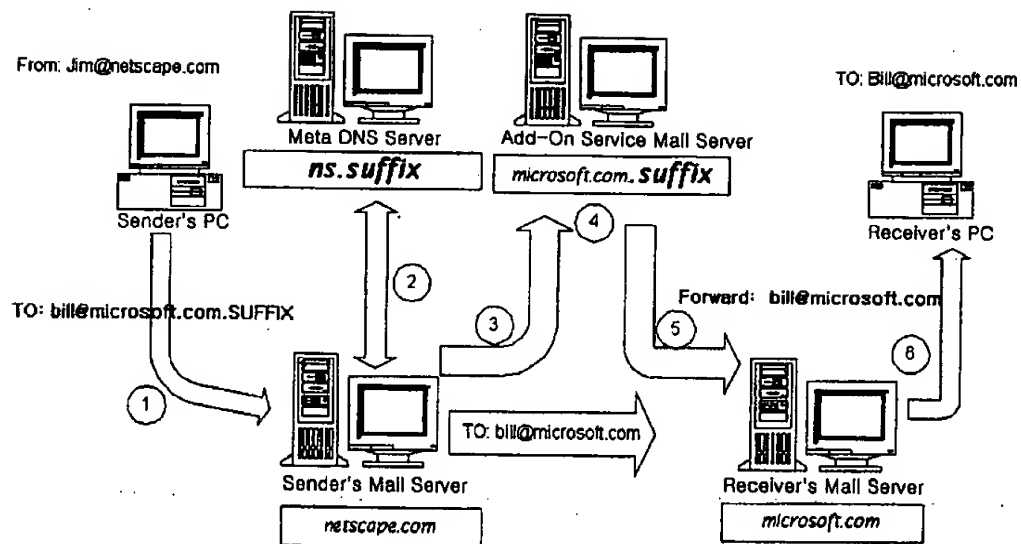 From: Jim@netscape.com
TO: Bill@microsoft.com
Meta DNS Server
Add-On Service Mail Server
ns.suffix
microsoft.com.suffix
Sender's PC
Receiver's PC
4
2
TO: bill@microsoft.com.SUFFIX
Forward: bill@microsoft.com
3
5
6
1
TO: bill@microsoft.com
Sender's Mail Server
Receiver's Mail Server
netscape.com
microsoft.com